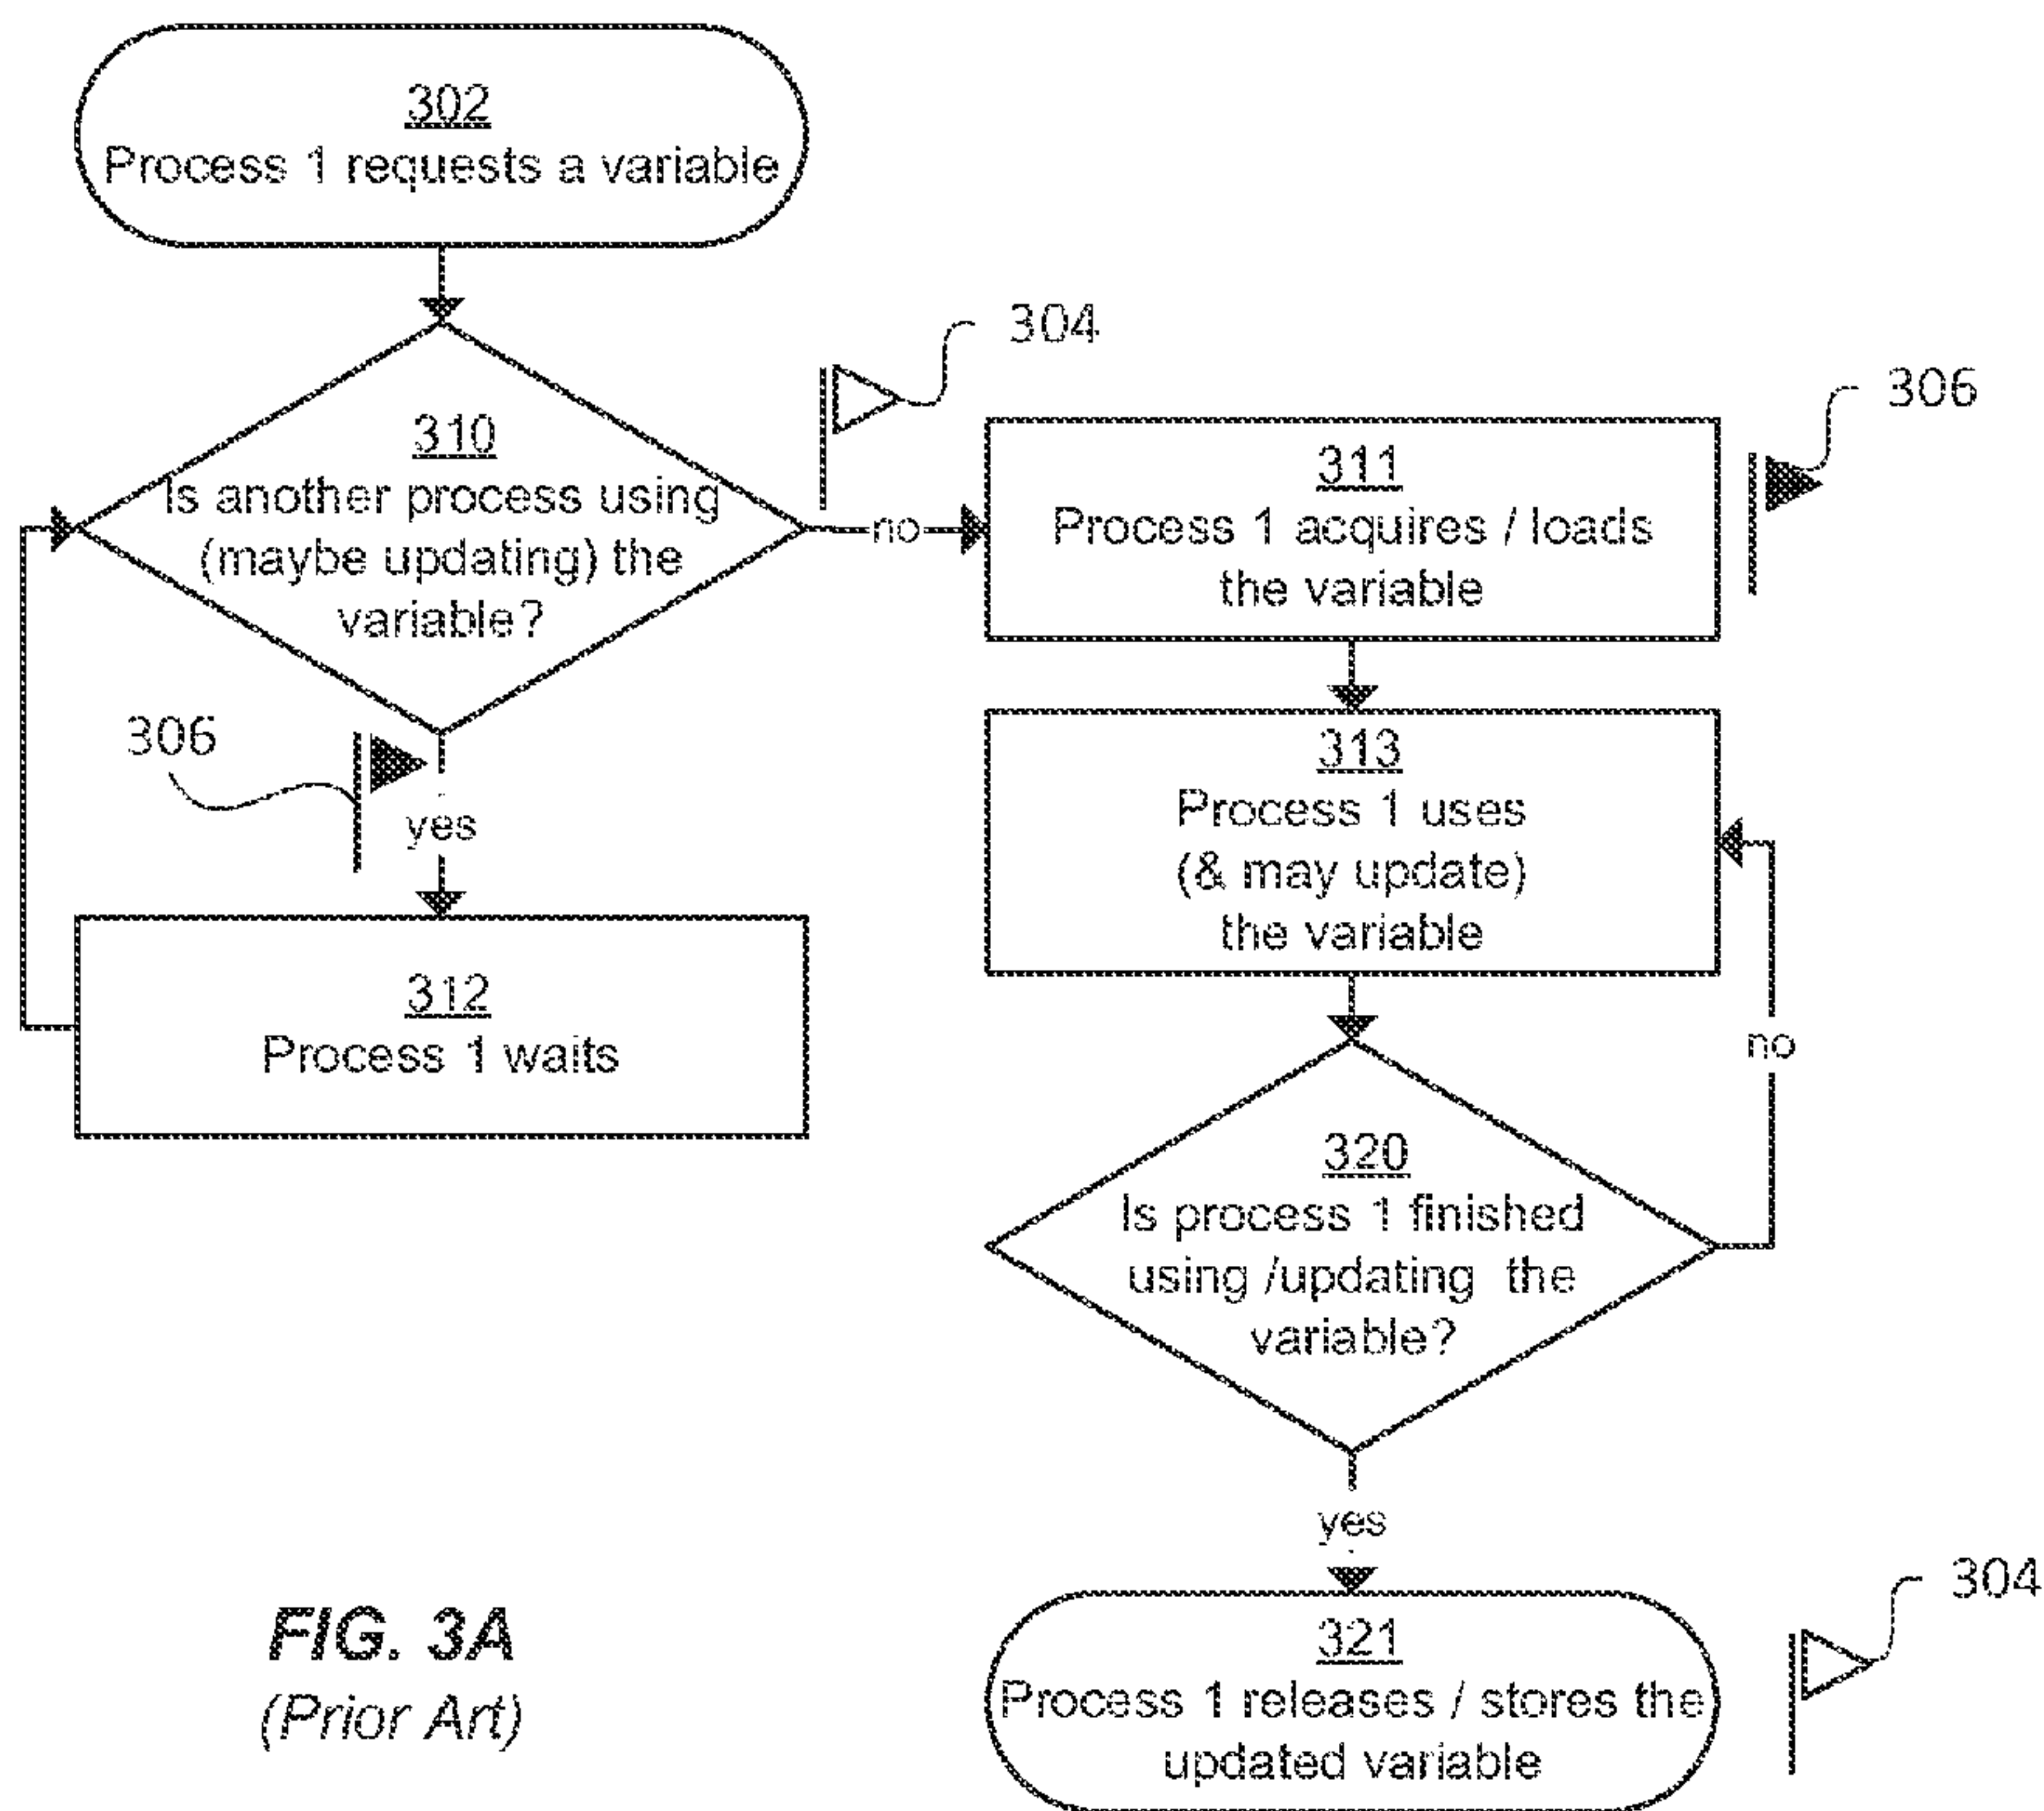 302
Process 1 requests a variable
304
306
310
Is another process using
(maybe updating) the
variable?
no
311
Process 1 acquires / loads
the variable
306
yes
313
Process 1 uses
(& may update)
the variable
312
Process 1 waits
no
320
Is process 1 finished
using /updating the
variable?
yes
304
321
Process 1 releases / stores the
updated variable
FIG. 3A
(Prior Art)